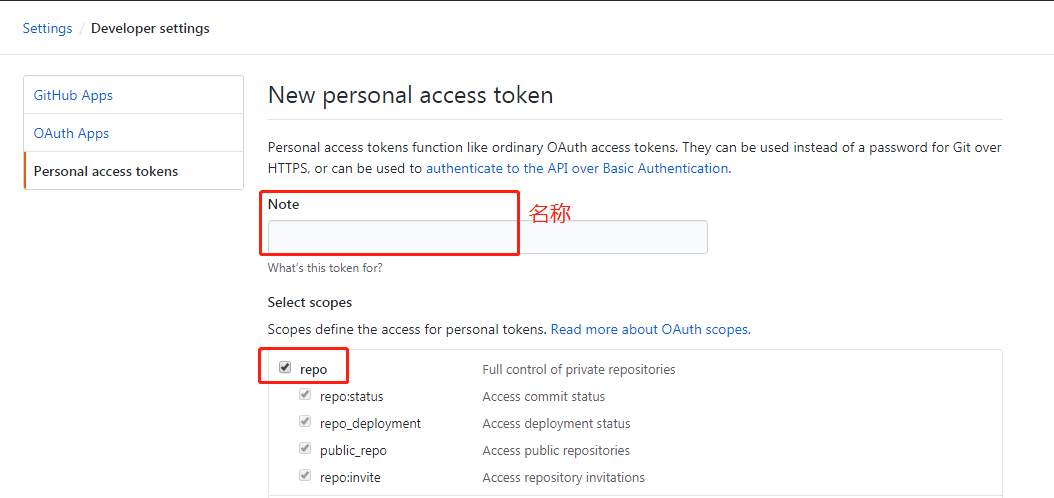 Settings / Developer settings
GitHub Apps
OAuth Apps
Personal access tokens
New personal access token
Personal access tokens function like ordinary OAuth access tokens. They can be used instead of a password for Git over
HTTPS, or can be used to authenticate to the API over Basic Authentication.
Note
名称
What's this token for?
Select scopes
Scopes define the access for personal tokens. Read more about OAuth scopes.
repo Full control of private repositories
repo:status Access commit status
repo_deployment Access deployment status
public_repo Access public repositories
repo:invite Access repository invitations